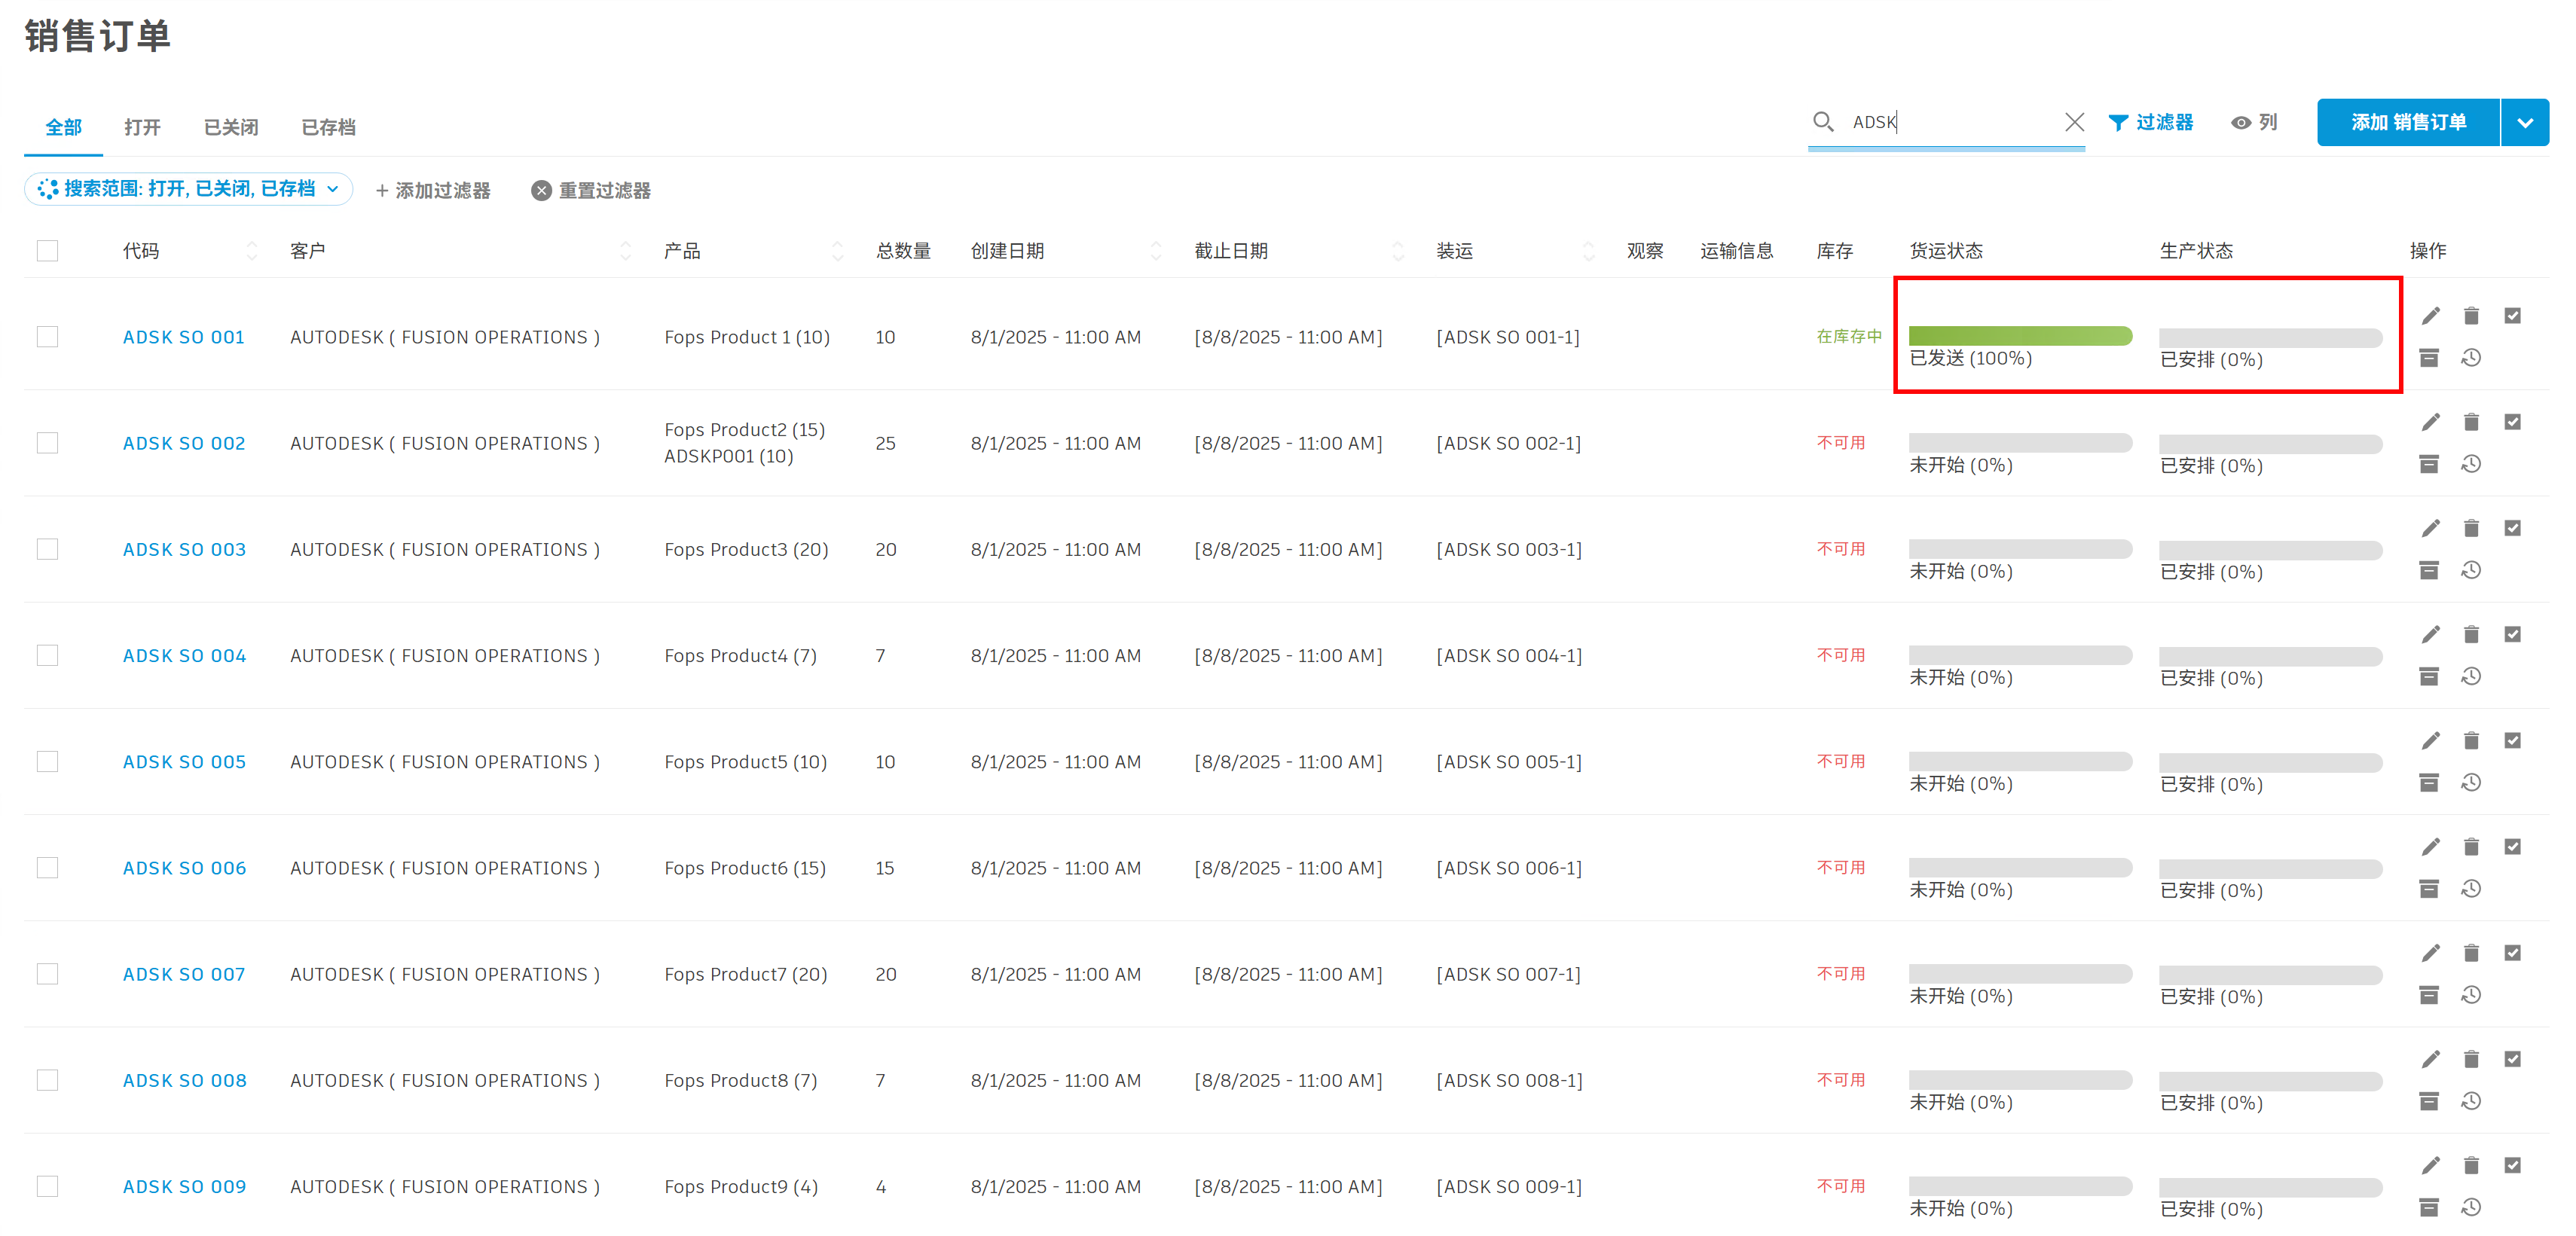 销售订单
全部 打开 已关闭 已存档 ADSK 过滤器 列 添加 销售订单
搜索范围: 打开, 已关闭, 已存档 + 添加过滤器 重置过滤器
代码 客户 产品 总数量 创建日期 截止日期 装运 观察 运输信息 库存 货运状态 生产状态 操作
ADSK SO 001 AUTODESK ( FUSION OPERATIONS ) Fops Product 1 (10) 10 8/1/2025 - 11:00 AM [8/8/2025 - 11:00 AM] [ADSK SO 001-1] 在库存中
已发送 (100%) 已安排 (0%)
Fops Product2 (15)
ADSK SO 002 AUTODESK ( FUSION OPERATIONS ) ADSKP001 (10) 25 8/1/2025 - 11:00 AM [8/8/2025 - 11:00 AM] [ADSK SO 002-1] 不可用
未开始 (0%) 已安排 (0%)
ADSK SO 003 AUTODESK ( FUSION OPERATIONS ) Fops Product3 (20) 20 8/1/2025 - 11:00 AM [8/8/2025 - 11:00 AM] [ADSK SO 003-1] 不可用
未开始 (0%) 已安排 (0%)
ADSK SO 004 AUTODESK ( FUSION OPERATIONS ) Fops Product4 (7) 7 8/1/2025 - 11:00 AM [8/8/2025 - 11:00 AM] [ADSK SO 004-1] 不可用
未开始 (0%) 已安排 (0%)
ADSK SO 005 AUTODESK ( FUSION OPERATIONS ) Fops Product5 (10) 10 8/1/2025 - 11:00 AM [8/8/2025 - 11:00 AM] [ADSK SO 005-1] 不可用
未开始 (0%) 已安排 (0%)
ADSK SO 006 AUTODESK ( FUSION OPERATIONS ) Fops Product6 (15) 15 8/1/2025 - 11:00 AM [8/8/2025 - 11:00 AM] [ADSK SO 006-1] 不可用
未开始 (0%) 已安排 (0%)
ADSK SO 007 AUTODESK ( FUSION OPERATIONS ) Fops Product7 (20) 20 8/1/2025 - 11:00 AM [8/8/2025 - 11:00 AM] [ADSK SO 007-1] 不可用
未开始 (0%) 已安排 (0%)
ADSK SO 008 AUTODESK ( FUSION OPERATIONS ) Fops Product8 (7) 7 8/1/2025 - 11:00 AM [8/8/2025 - 11:00 AM] [ADSK SO 008-1] 不可用
未开始 (0%) 已安排 (0%)
ADSK SO 009 AUTODESK ( FUSION OPERATIONS ) Fops Product9 (4) 4 8/1/2025 - 11:00 AM [8/8/2025 - 11:00 AM] [ADSK SO 009-1] 不可用
未开始 (0%) 已安排 (0%)